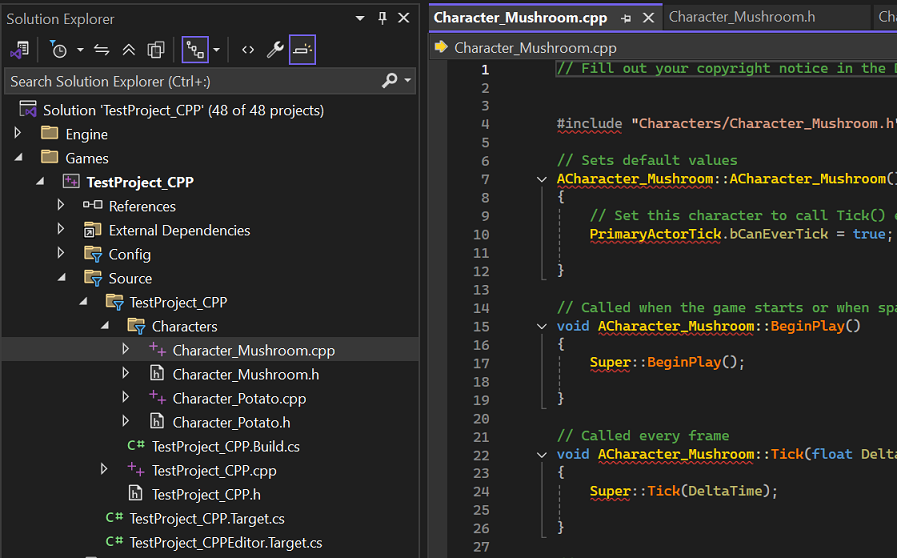 Solution Explorer
Search Solution Explorer (Ctrl+;)
Solution 'TestProject_CPP' (48 of 48 projects)
Engine
Games
TestProject_CPP
References
External Dependencies
Config
Source
TestProject_CPP
Characters
Character_Mushroom.cpp
Character_Mushroom.h
Character_Potato.cpp
Character_Potato.h
C# TestProject_CPP.Build.cs
TestProject_CPP.cpp
TestProject_CPP.h
C# TestProject_CPP.Target.cs
C# TestProject_CPPEditor.Target.cs
Character_Mushroom.cpp Character_Mushroom.h Cha
Character_Mushroom.cpp
1 // Fill out your copyright notice in the
2
3
4 #include "Characters/Character_Mushroom.h"
5
6 // Sets default values
7 ACharacter_Mushroom::ACharacter_Mushroom()
8 {
9 // Set this character to call Tick() e
10 PrimaryActorTick.bCanEverTick = true;
11
12 }
13
14 // Called when the game starts or when spa
15 void ACharacter_Mushroom::BeginPlay()
16 {
17 Super::BeginPlay();
18
19 }
20
21 // Called every frame
22 void ACharacter_Mushroom::Tick(float Delta
23 {
24 Super::Tick(DeltaTime);
25
26 }
27